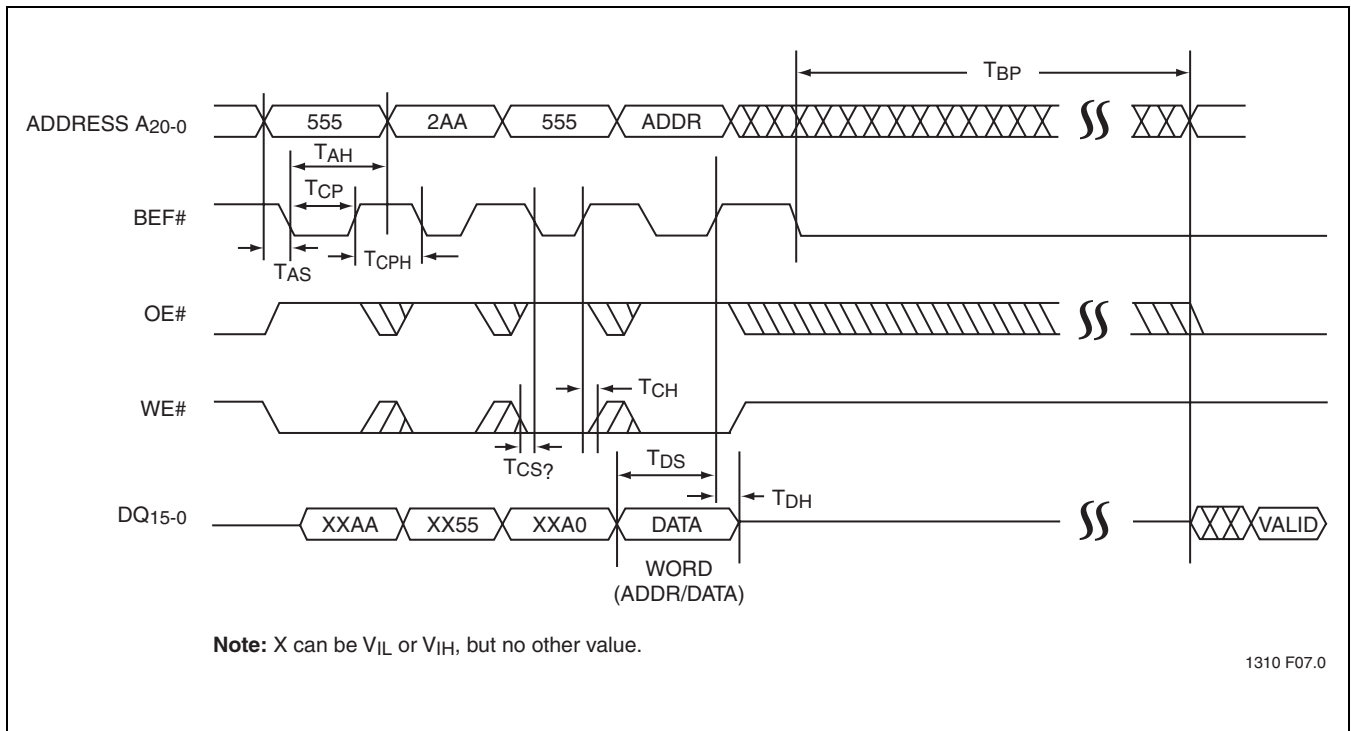 TBP
ADDRESS A20-0
555
2AA
555
ADDR
TAH
TCP
BEF#
TAS
TCPH
OE#
TCH
WE#
TCS?
TDS
TDH
DQ15-0
XXAA
XX55
XXA0
DATA
VALID
WORD
(ADDR/DATA)
Note: X can be VIL or VIH, but no other value.
1310 F07.0